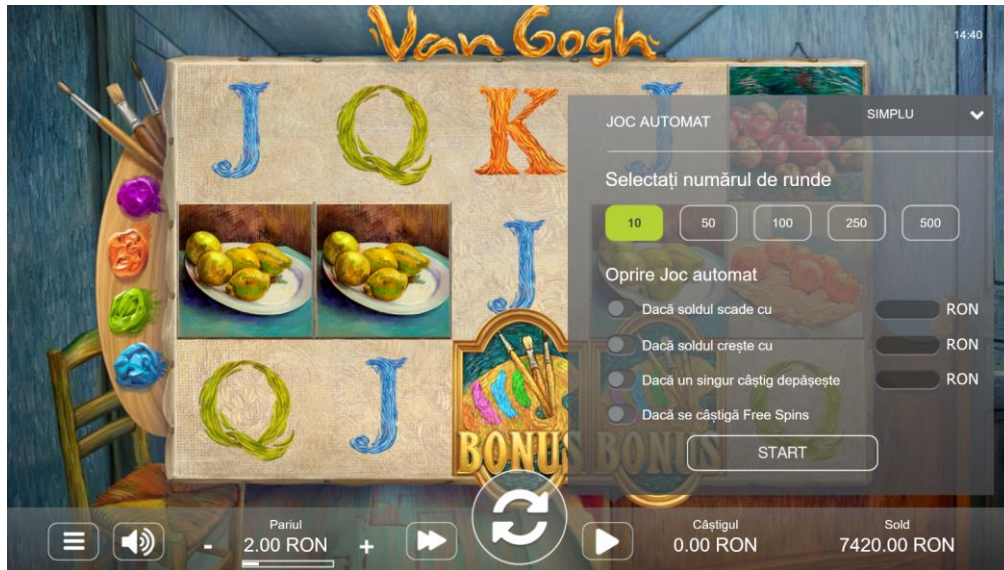 Van Gogh
14:40
J Q K J
JOC AUTOMAT
SIMPLU
Selectați numărul de runde
10 50 100 250 500
J
Oprire Joc automat
Dacă soldul scade cu RON
Dacă soldul crește cu RON
Dacă un singur câștig depășește RON
Dacă se câștigă Free Spins
Q J Q
BONUS BONUS
START
Pariul
- 2.00 RON +
Câștigul
0.00 RON
Sold
7420.00 RON